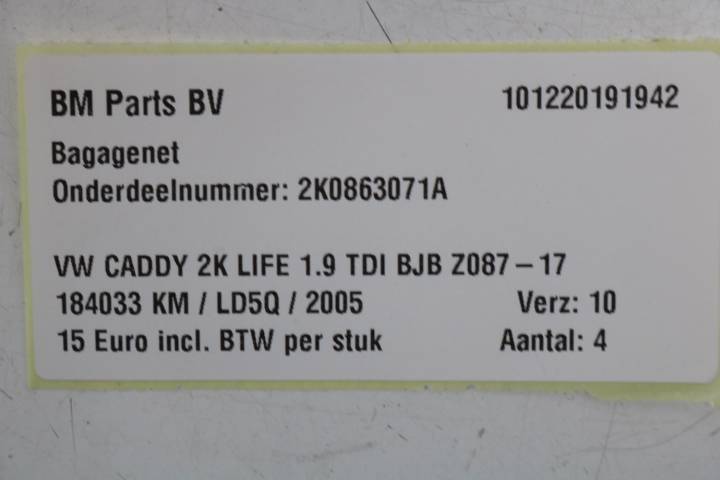 BM Parts BV 101220191942
Bagagenet
Onderdeelnummer: 2K0863071A
VW CADDY 2K LIFE 1.9 TDI BJB Z087-17
184033 KM / LD5Q / 2005 Verz: 10
15 Euro incl. BTW per stuk Aantal: 4